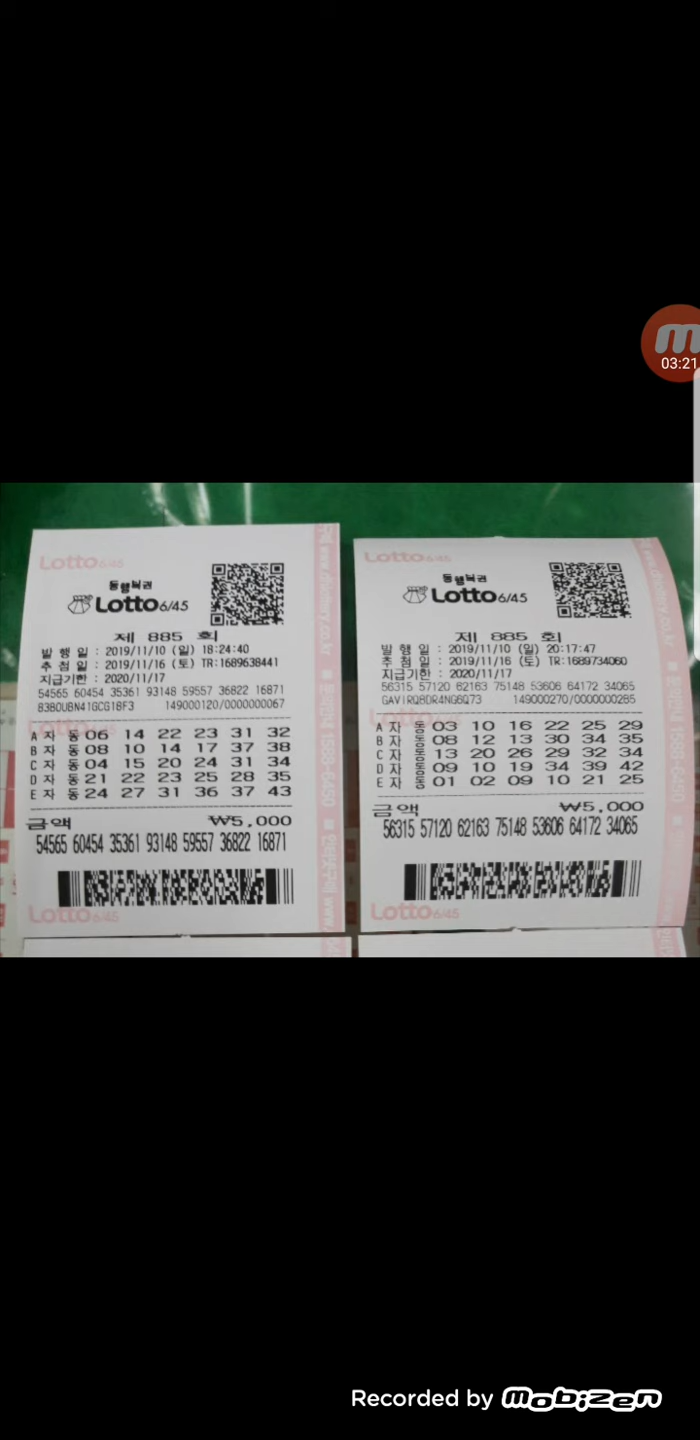 03:21
Lotto 6/45
동행복권
Lotto 6/45
제 885 회
발 행 일 : 2019/11/10 (일) 18:24:40
추 첨 일 : 2019/11/16 (토) TR:1689638441
지급기한 : 2020/11/17
54565 60454 35361 93148 59557 36822 16871
149000120/0000000067
A 자 동 06 14 22 23 31 32
B 자 동 08 10 14 17 37 38
C 자 동 04 15 20 24 31 34
D 자 동 21 22 23 25 28 35
E 자 동 24 27 31 36 37 43
금액 ₩5,000
54565 60454 35361 93148 59557 36822 16871
Lotto 6/45
Lotto 6/45
동행복권
Lotto 6/45
제 885 회
발 행 일 : 2019/11/10 (일) 20:17:47
추 첨 일 : 2019/11/16 (토) TR:1689734060
지급기한 : 2020/11/17
56315 57120 62163 75148 53606 64172 34065
149000270/0000000285
A 자 동 03 10 16 22 25 29
B 자 동 08 12 13 30 34 35
C 자 동 13 20 26 29 32 34
D 자 동 09 10 19 34 39 42
E 자 동 01 02 09 10 21 25
금액 ₩5,000
56315 57120 62163 75148 53606 64172 34065
Lotto 6/45
Recorded by Mobizen